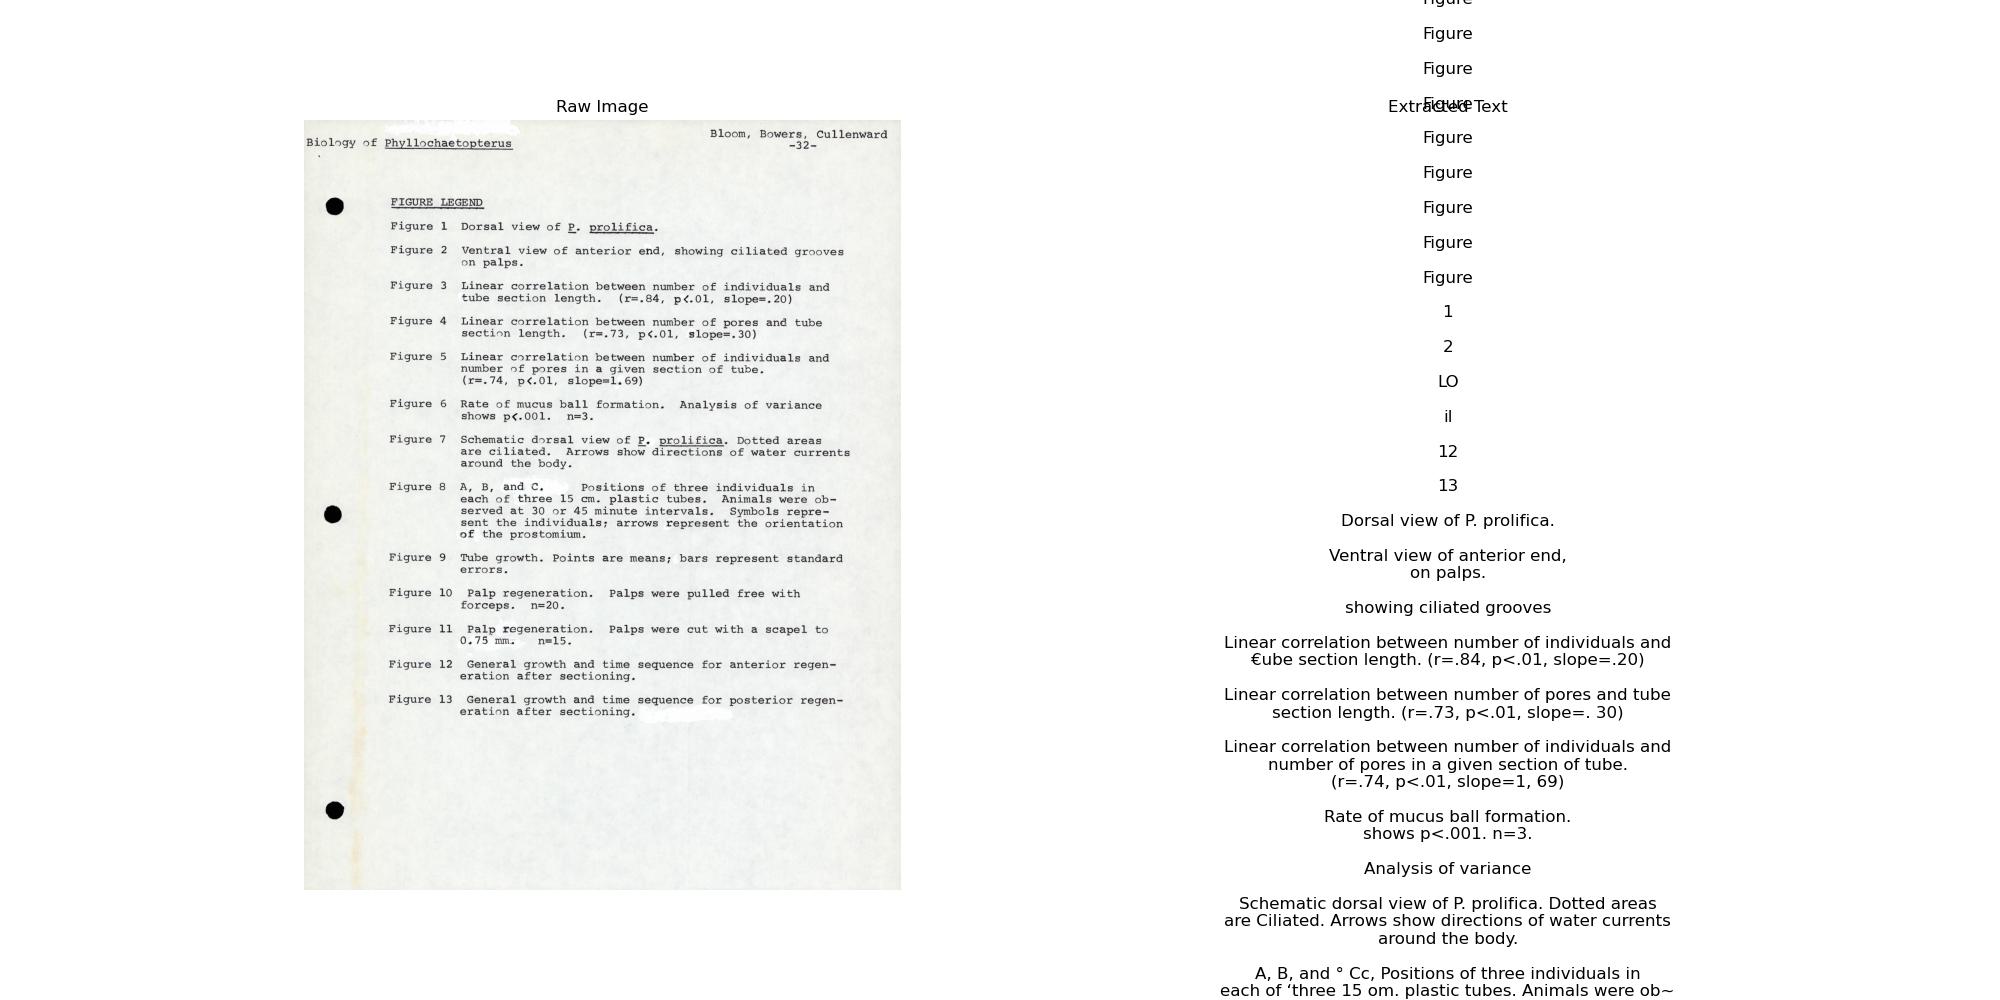 Raw Image
Biology of Phyllochaetopterus
Bloom, Bowers, Cullenward
-32-
FIGURE LEGEND
Figure 1 Dorsal view of P. prolifica.
Figure 2 Ventral view of anterior end, showing ciliated grooves
on palps.
Figure 3 Linear correlation between number of individuals and
tube section length. (r=.84, p<.01, slope=.20)
Figure 4 Linear correlation between number of pores and tube
section length. (r=.73, p<.01, slope=.30)
Figure 5 Linear correlation between number of individuals and
number of pores in a given section of tube.
(r=.74, p<.01, slope=1.69)
Figure 6 Rate of mucus ball formation. Analysis of variance
shows p<.001. n=3.
Figure 7 Schematic dorsal view of P. prolifica. Dotted areas
are ciliated. Arrows show directions of water currents
around the body.
Figure 8 A, B, and C. Positions of three individuals in
each of three 15 cm. plastic tubes. Animals were ob-
served at 30 or 45 minute intervals. Symbols repre-
sent the individuals; arrows represent the orientation
of the prostomium.
Figure 9 Tube growth. Points are means; bars represent standard
errors.
Figure 10 Palp regeneration. Palps were pulled free with
forceps. n=20.
Figure 11 Palp regeneration. Palps were cut with a scapel to
0.75 mm. n=15.
Figure 12 General growth and time sequence for anterior regen-
eration after sectioning.
Figure 13 General growth and time sequence for posterior regen-
eration after sectioning.
Figure
Figure
Figure
Figure
Extracted Text
Figure
Figure
Figure
Figure
Figure
1
2
LO
il
12
13
Dorsal view of P. prolifica.
Ventral view of anterior end,
on palps.
showing ciliated grooves
Linear correlation between number of individuals and
€ube section length. (r=.84, p<.01, slope=.20)
Linear correlation between number of pores and tube
section length. (r=.73, p<.01, slope=. 30)
Linear correlation between number of individuals and
number of pores in a given section of tube.
(r=.74, p<.01, slope=1, 69)
Rate of mucus ball formation.
shows p<.001. n=3.
Analysis of variance
Schematic dorsal view of P. prolifica. Dotted areas
are Ciliated. Arrows show directions of water currents
around the body.
A, B, and ° Cc, Positions of three individuals in
each of ‘three 15 om. plastic tubes. Animals were ob~